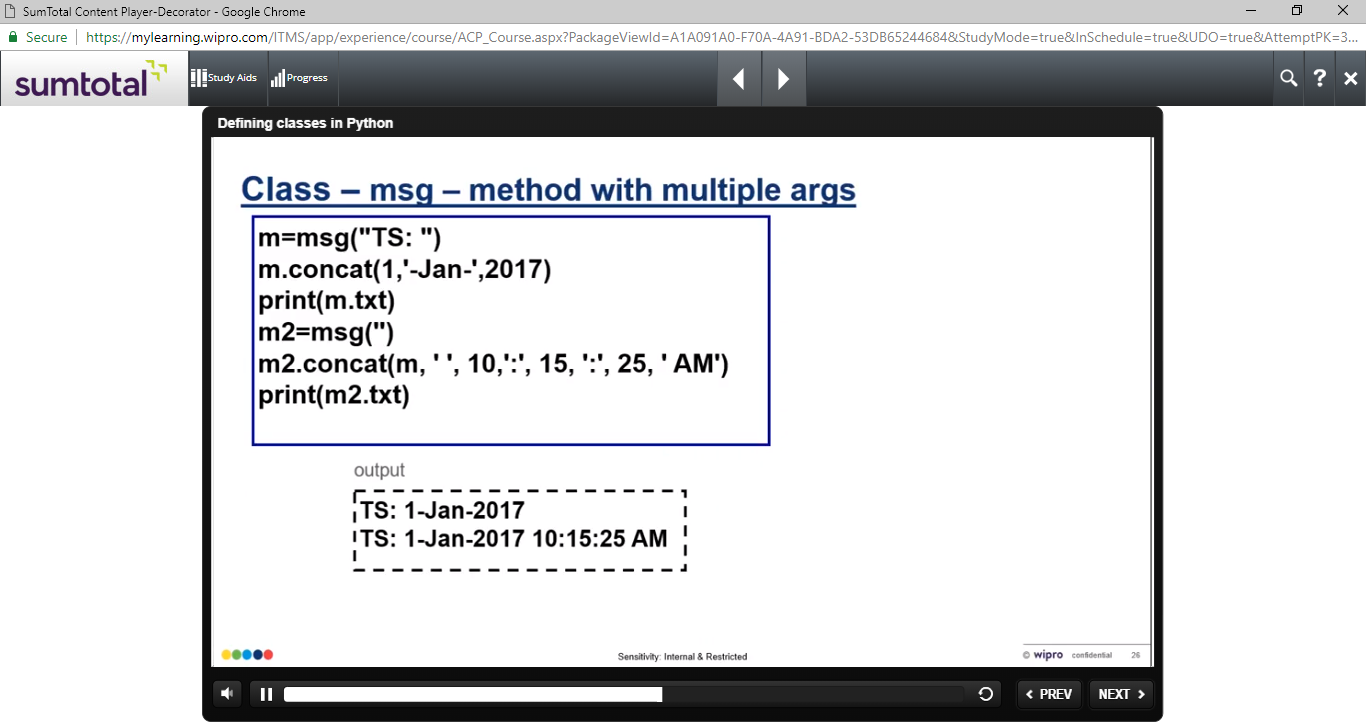 SumTotal Content Player-Decorator - Google Chrome
Secure https://mylearning.wipro.com/ITMS/app/experience/course/ACP_Course.aspx?PackageViewId=A1A091A0-F70A-4A91-BDA2-53DB65244684&StudyMode=true&InSchedule=true&UDO=true&AttemptPK=3...
sumtotal Study Aids Progress ?
Defining classes in Python
Class – msg – method with multiple args
m=msg("TS: ")
m.concat(1,'-Jan-',2017)
print(m.txt)
m2=msg('')
m2.concat(m, ' ', 10,':', 15, ':', 25, ' AM')
print(m2.txt)
output
TS: 1-Jan-2017
TS: 1-Jan-2017 10:15:25 AM
Sensitivity: Internal & Restricted
© wipro confidential 26
PREV NEXT